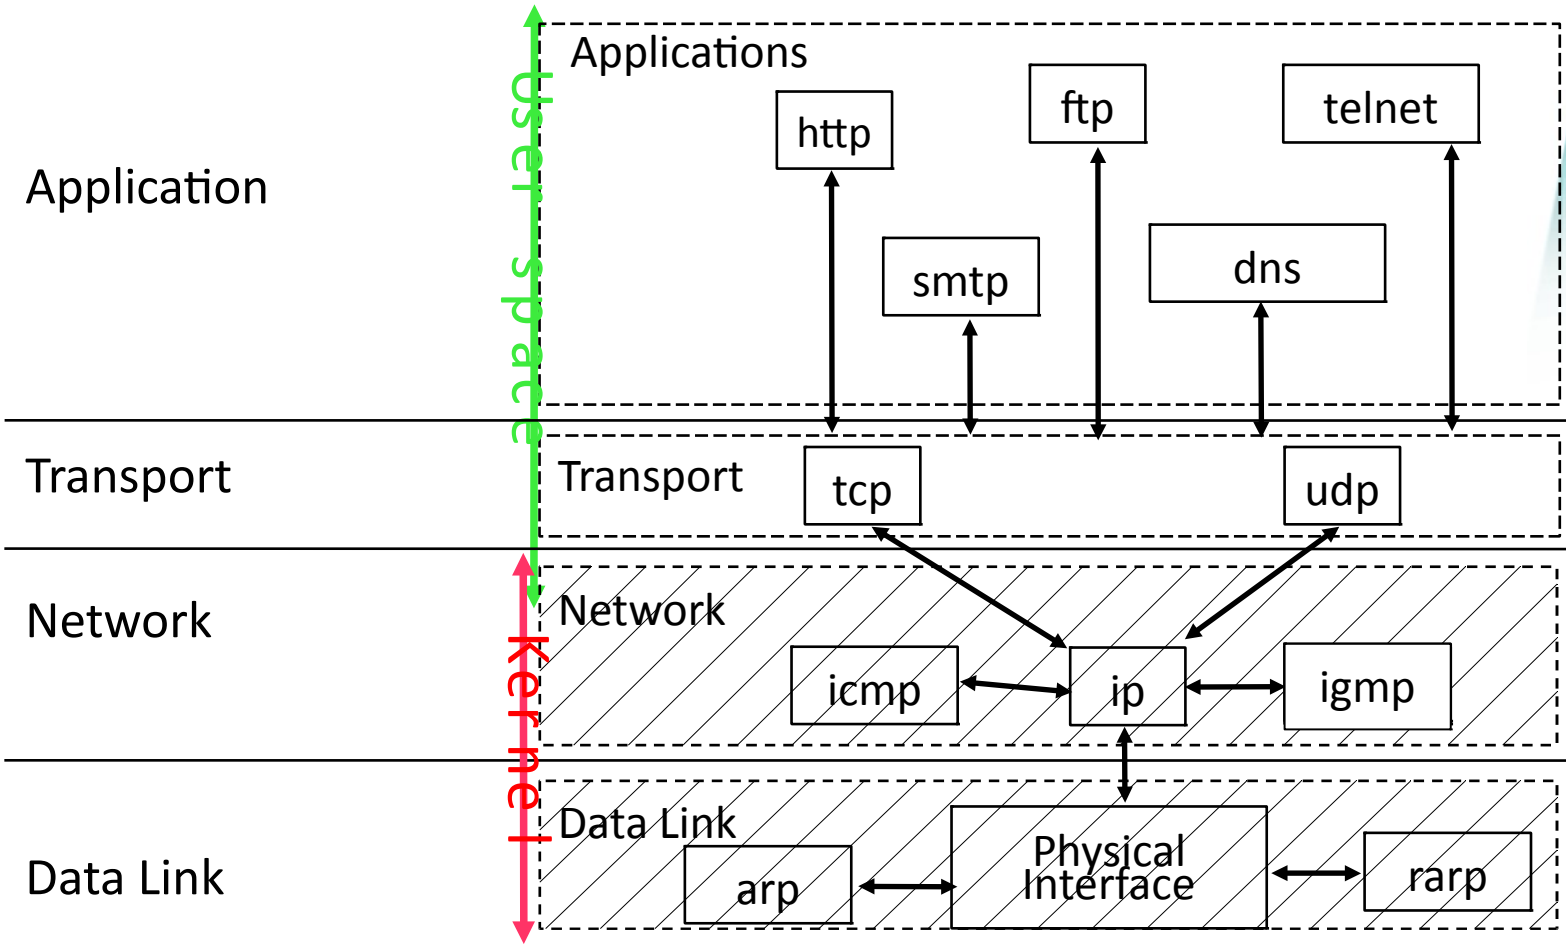 Application
Transport
Network
Data Link
User space
Kernel
Applications
http
ftp
telnet
smtp
dns
Transport
tcp
udp
Network
icmp
ip
igmp
Data Link
arp
Physical
Interface
rarp